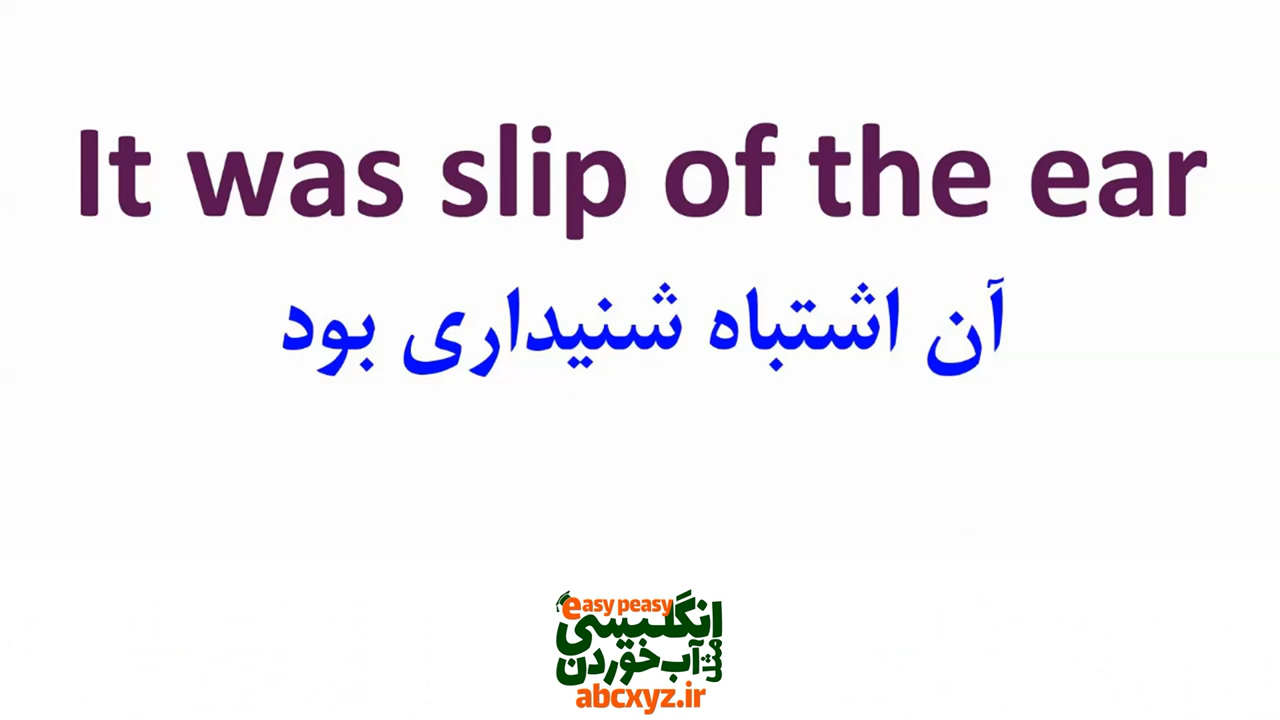 It was slip of the ear
آن اشتباه شنیداری بود
easy peasy
انگلیسی
مثل آب خوردن
abcxyz.ir